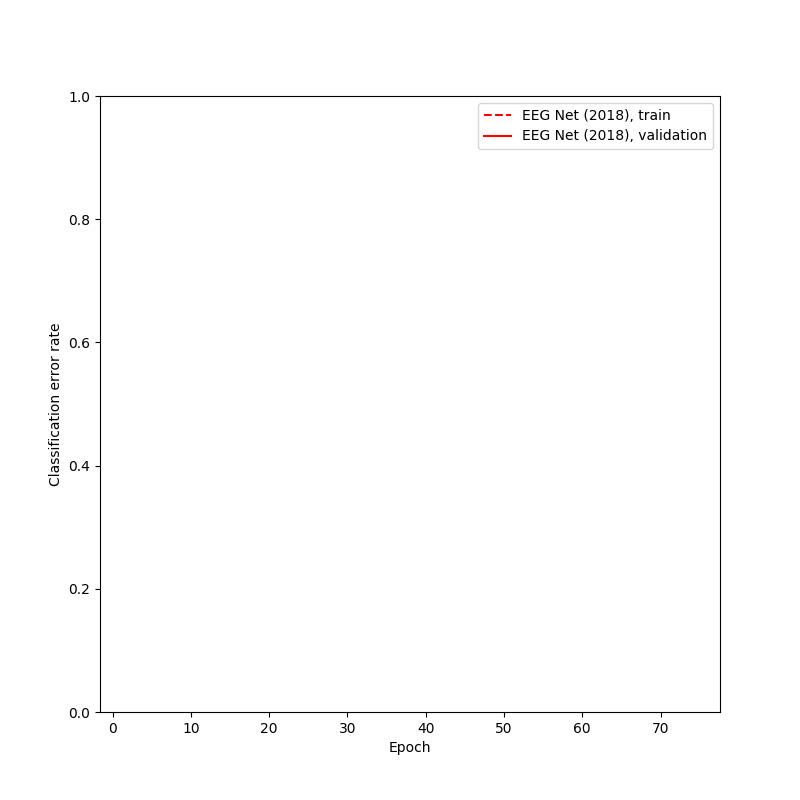 EEG Net (2018), train
EEG Net (2018), validation
1.0
0.8
0.6
0.4
0.2
0.0
Classification error rate
0 10 20 30 40 50 60 70
Epoch